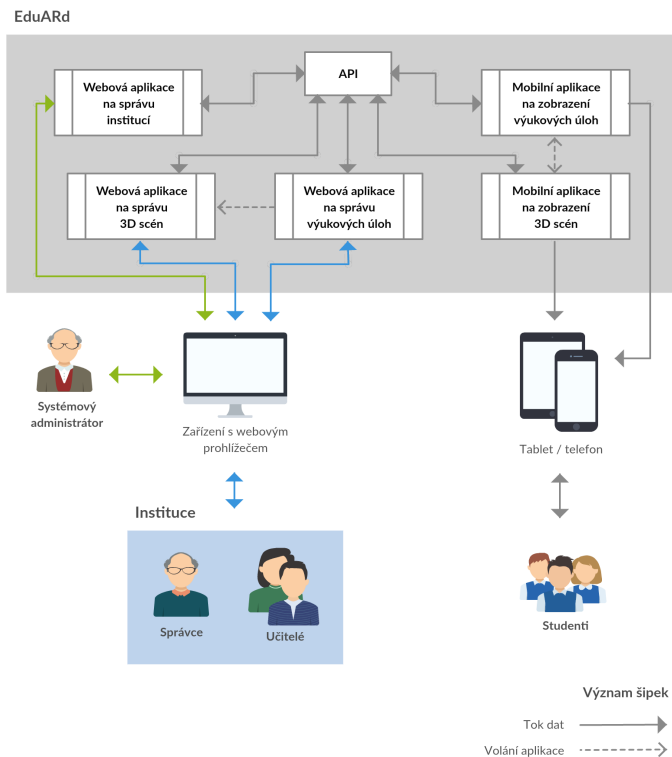 EduARd
API
Webová aplikace
na správu
institucí
Mobilní aplikace
na zobrazení
výukových úloh
Webová aplikace
na správu
3D scén
Webová aplikace
na správu
výukových úloh
Mobilní aplikace
na zobrazení
3D scén
Systémový
administrátor
Zařízení s webovým
prohlížečem
Tablet / telefon
Instituce
Správce
Učitelé
Studenti
Význam šipek
Tok dat
Volání aplikace